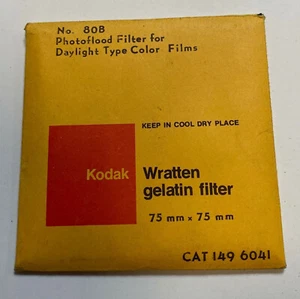 No. 80B
Photoflood Filter for
Daylight Type Color Films
KEEP IN COOL DRY PLACE
Kodak
Wratten
gelatin filter
75 mm x 75 mm
CAT 149 6041